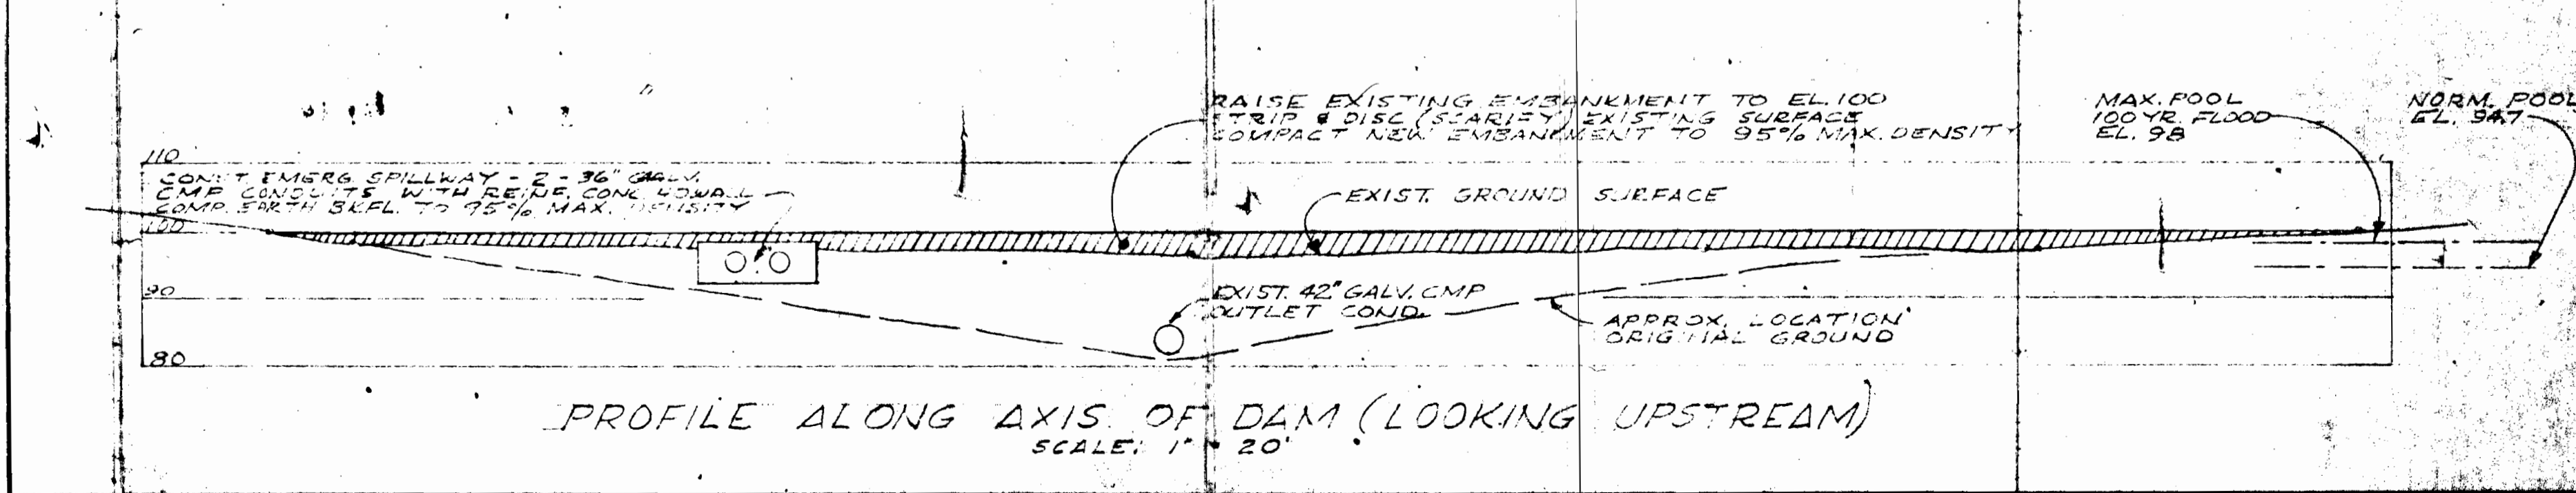 RAISE EXISTING EMBANKMENT TO EL. 100
STRIP & DISC (SCARIFY) EXISTING SURFACE
COMPACT NEW EMBANKMENT TO 95% MAX. DENSITY
MAX. POOL
100 YR. FLOOD
EL. 98
NORM. POOL
EL. 94.7
110
CONST. EMERG. SPILLWAY - 2 - 36" GALV.
CMP CONDUITS WITH REINF. CONC. HDWALL
COMP. EARTH BKFL. TO 95% MAX. DENSITY
EXIST. GROUND SURFACE
100
90
EXIST. 42" GALV. CMP
OUTLET COND.
APPROX. LOCATION
ORIGINAL GROUND
80
PROFILE ALONG AXIS OF DAM (LOOKING UPSTREAM)
SCALE: 1" = 20'